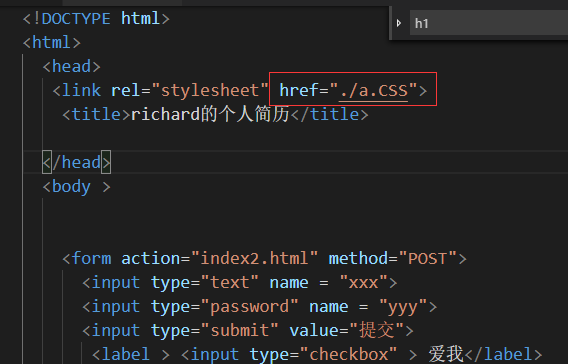 <!DOCTYPE html>
h1
<html>
<head>
<link rel="stylesheet" href="./a.CSS">
<title>richard的个人简历</title>
</head>
<body >
<form action="index2.html" method="POST">
<input type="text" name = "xxx">
<input type="password" name = "yyy">
<input type="submit" value="提交">
<label > <input type="checkbox" > 爱我</label>